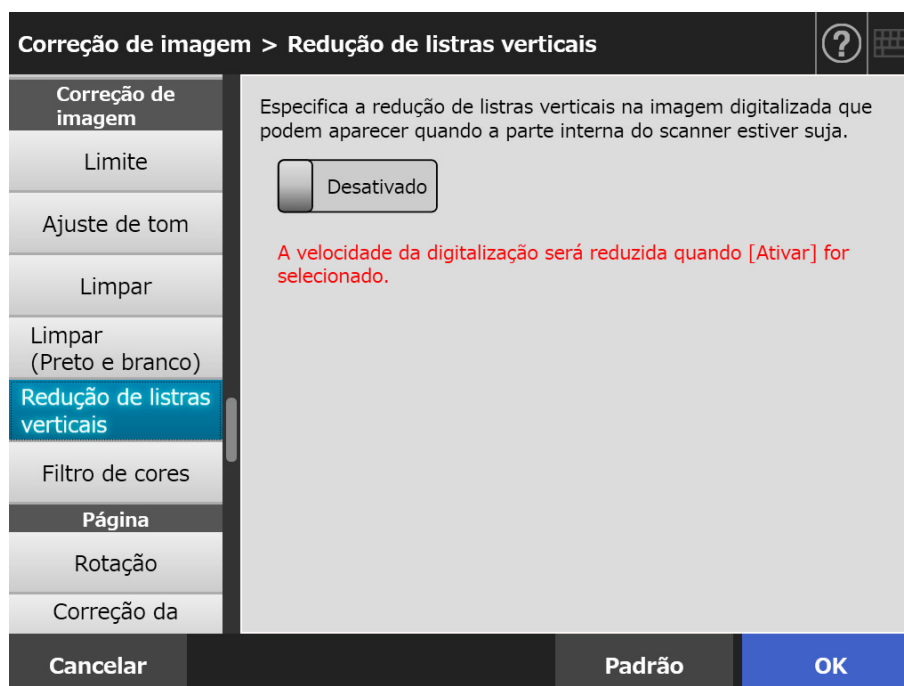 Correção de imagem > Redução de listras verticais
?
Correção de
imagem
Limite
Ajuste de tom
Limpar
Limpar
(Preto e branco)
Redução de listras
verticais
Filtro de cores
Página
Rotação
Correção da
Especifica a redução de listras verticais na imagem digitalizada que
podem aparecer quando a parte interna do scanner estiver suja.
Desativado
A velocidade da digitalização será reduzida quando [Ativar] for
selecionado.
Cancelar
Padrão
OK